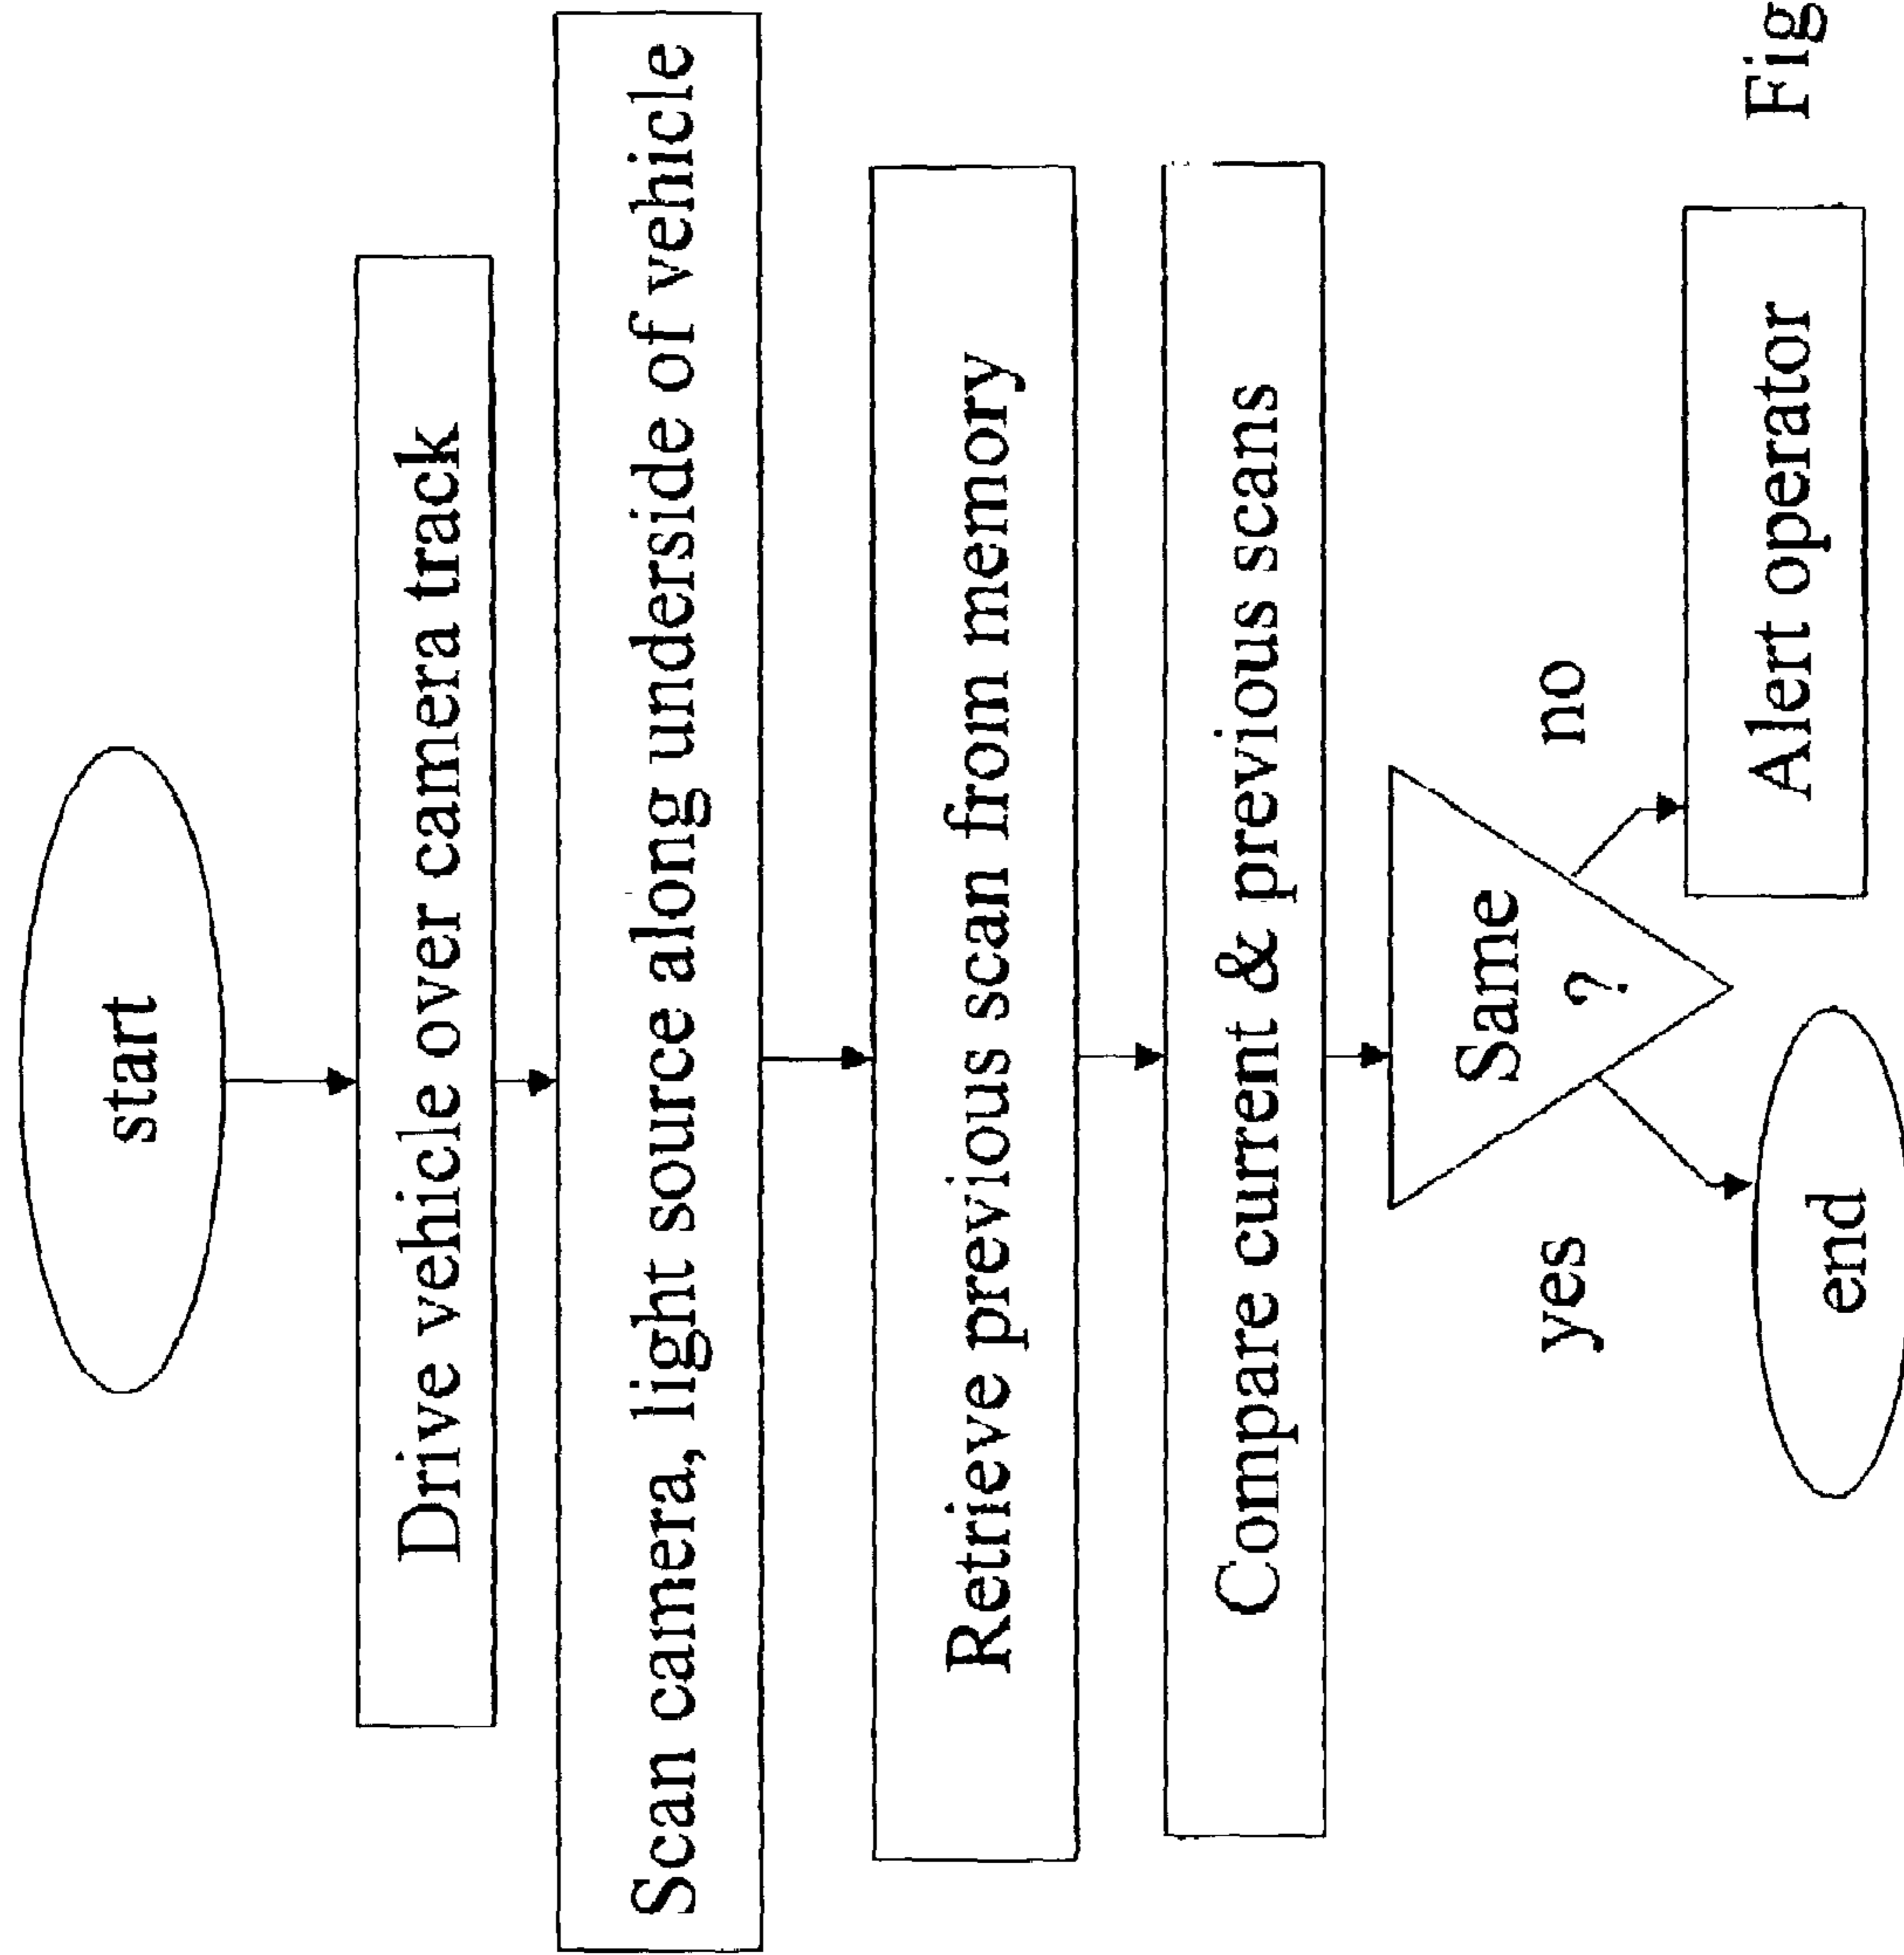 start
Drive vehicle over camera track
Scan camera, light source along underside of vehicle
Retrieve previous scan from memory
Compare current & previous scans
Same
?
yes
no
end
Alert operator
Fig